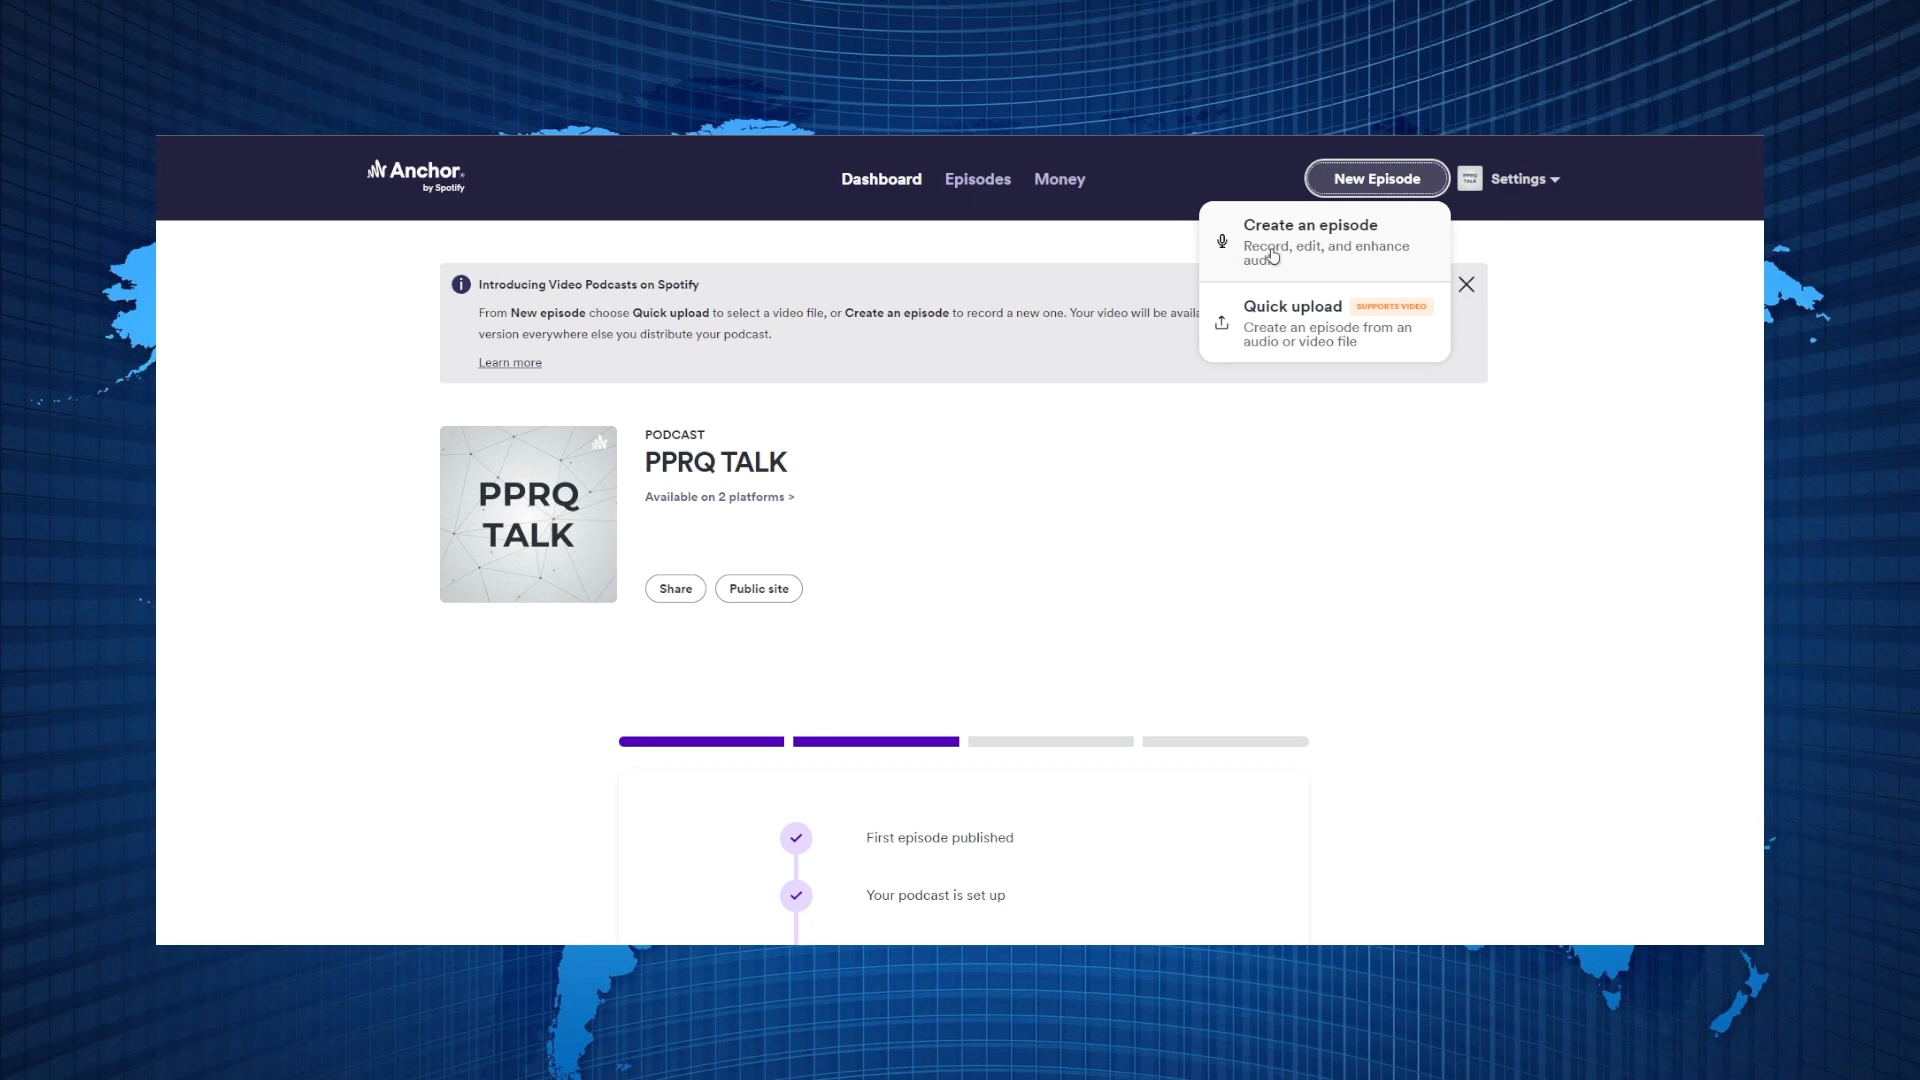 Anchor
by Spotify
Dashboard
Episodes
Money
New Episode
PPRQ
TALK
Settings
Create an episode
Record, edit, and enhance
Quick upload SUPPORTS VIDEO
Create an episode from an
audio or video file
Introducing Video Podcasts on Spotify
From New episode choose Quick upload to select a video file, or Create an episode to record a new one. Your video will be
version everywhere else you distribute your podcast.
Learn more
PPRQ
TALK
PODCAST
PPRQ TALK
Available on 2 platforms >
Share
Public site
First episode published
Your podcast is set up